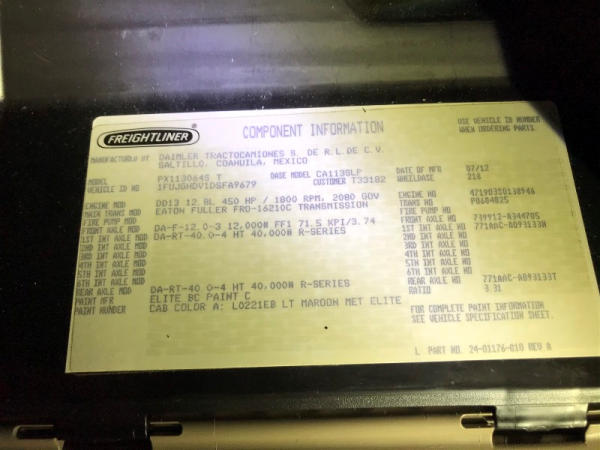 FREIGHTLINER
COMPONENT INFORMATION
USE VEHICLE ID NUMBER
WHEN ORDERING PARTS.
MANUFACTURED BY DAIMLER TRACTOCAMIONES S. DE R.L.DE C.V.
SALTILLO, COAHUILA, MEXICO
MODEL PX113064S T BASE MODEL CA113SLP DATE OF MFG 07/12
VEHICLE ID NO 1FUJGHDV1DSFA9679 CUSTOMER T33182 WHEELBASE 218
ENGINE MOD DD13 12.8L 450 HP / 1800 RPM, 2080 GOV ENGINE NO 471903S0138946
MAIN TRANS MOD EATON FULLER FRO-16210C TRANSMISSION TRANS NO P0604825
FIRE PUMP MOD FIRE PUMP NO
FRONT AXLE MOD DA-F-12.0-3 12,000# FF1 71.5 KPI/3.74 FRONT AXLE NO 739912-A344705
1ST INT AXLE MOD DA-RT-40.0-4 HT 40,000# R-SERIES 1ST INT AXLE NO 771AAC-A093133W
2ND INT AXLE MOD 2ND INT AXLE NO
3RD INT AXLE MOD 3RD INT AXLE NO
4TH INT AXLE MOD 4TH INT AXLE NO
5TH INT AXLE MOD 5TH INT AXLE NO
6TH INT AXLE MOD 6TH INT AXLE NO
REAR AXLE MOD DA-RT-40.0-4 HT 40,000# R-SERIES REAR AXLE NO 771AAC-A093133T
PAINT MFR ELITE BC PAINT C RATIO 3.31
PAINT NUMBER CAB COLOR A: L0221EB LT MAROON MET ELITE
FOR COMPLETE PAINT INFORMATION
SEE VEHICLE SPECIFICATION SHEET.
PART NO. 24-01176-010 REV A